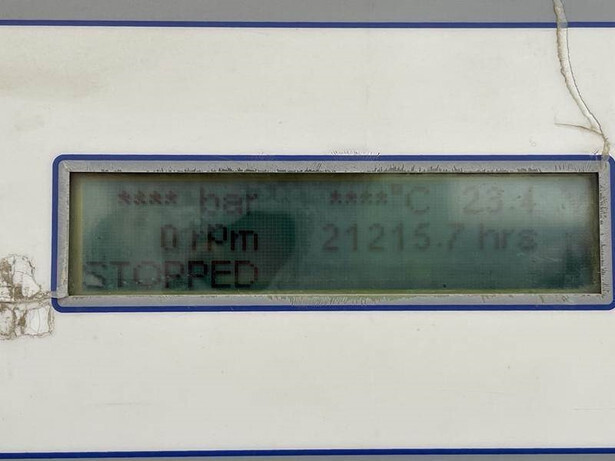 **** bar ****°C 23.4
0 rpm 21215.7 hrs
STOPPED